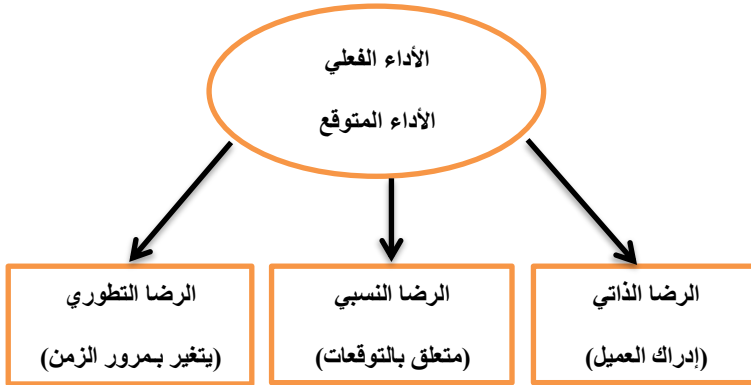 الأداء الفعلي
الأداء المتوقع
الرضا الذاتي
(إدراك العميل)
الرضا النسبي
(متعلق بالتوقعات)
الرضا التطوري
(يتغير بمرور الزمن)